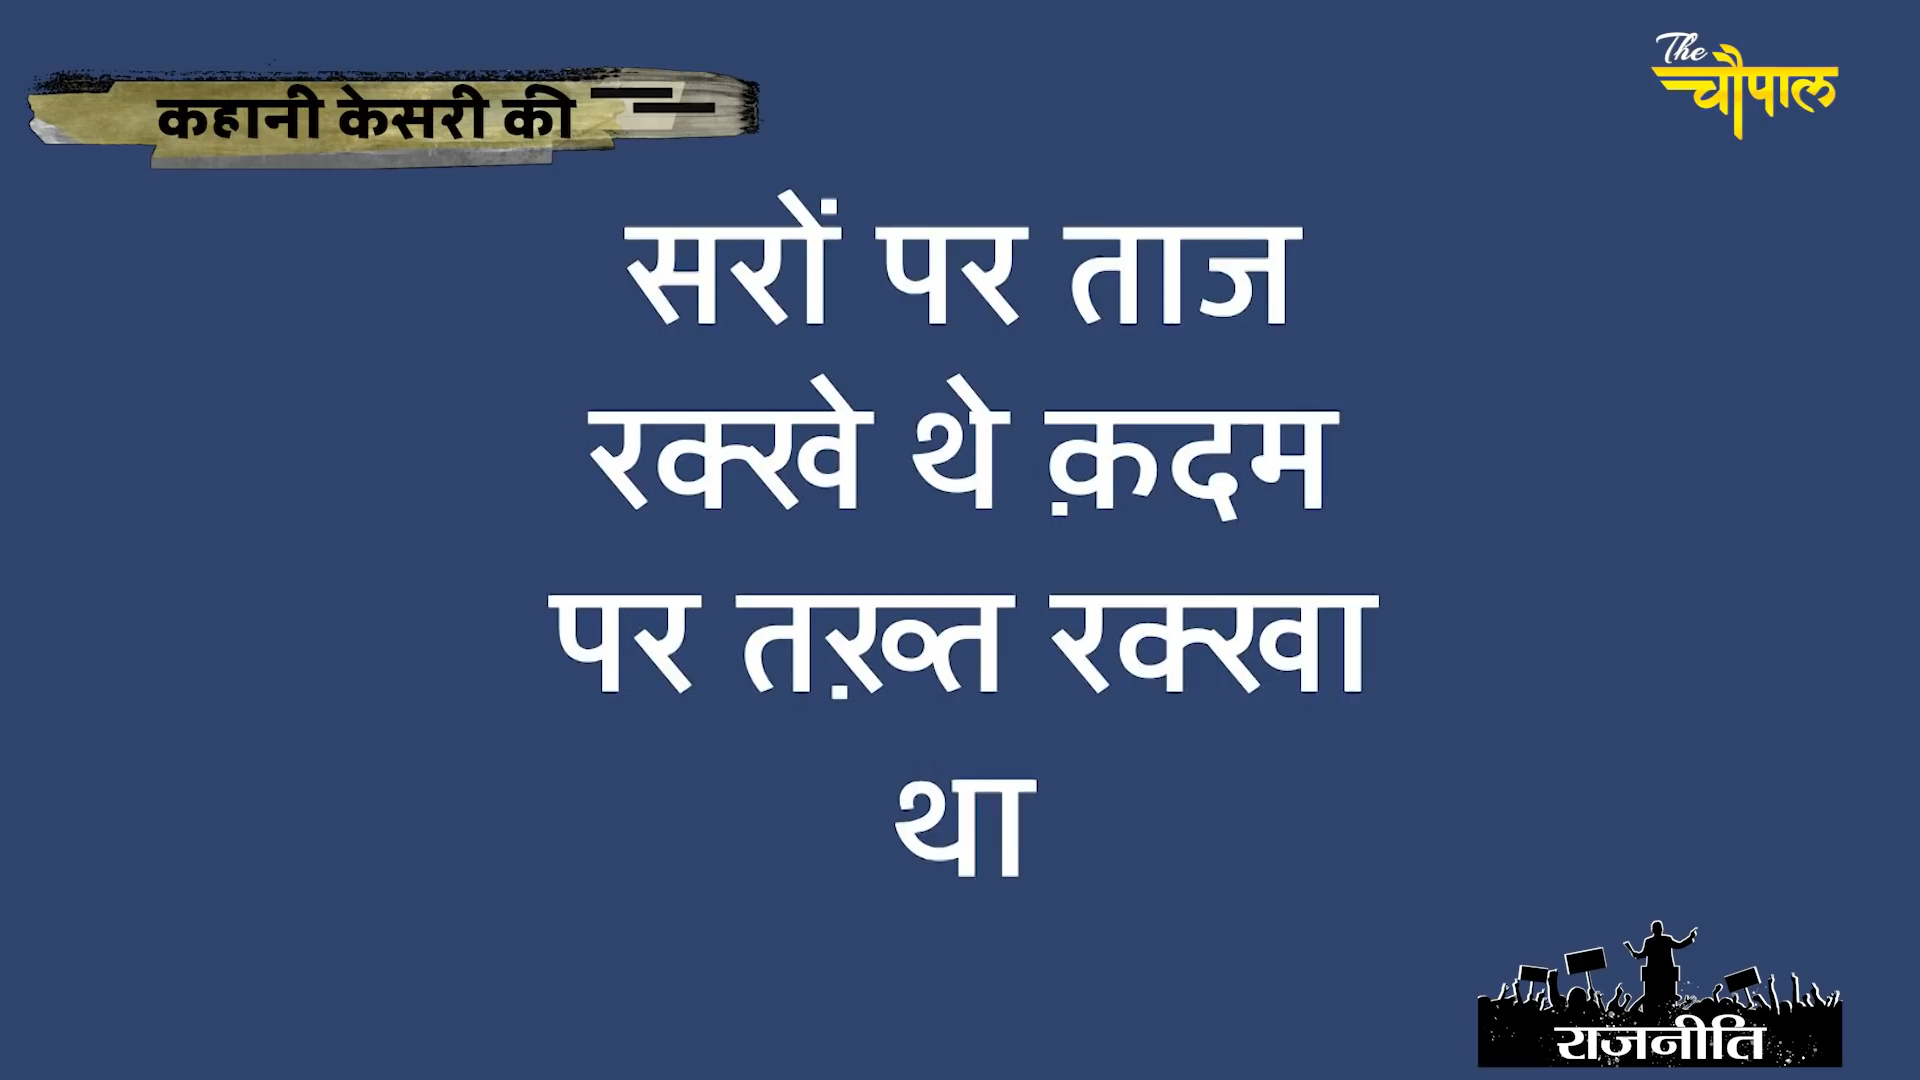 कहानी केसरी की
The
चौपाल
सरों पर ताज
रक्खे थे क़दम
पर तख़्त रक्खा
था
राजनीति